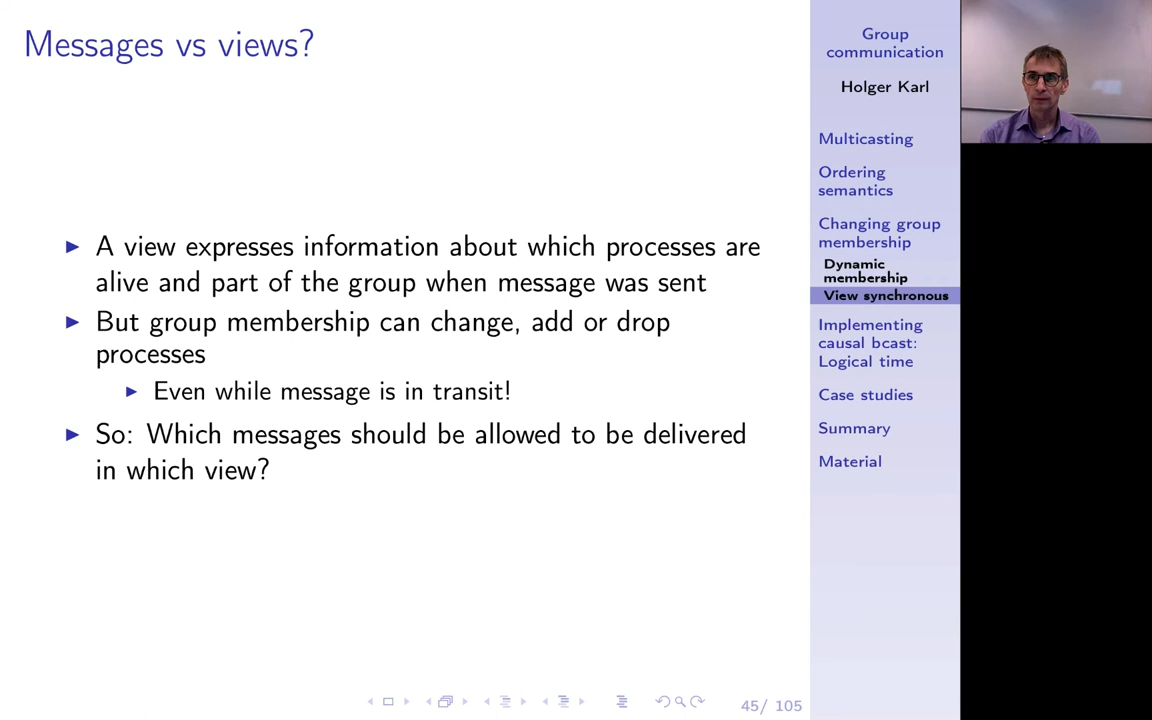 Messages vs views?
A view expresses information about which processes are
alive and part of the group when message was sent
But group membership can change, add or drop
processes
Even while message is in transit!
So: Which messages should be allowed to be delivered
in which view?
45/ 105
Group
communication
Holger Karl
Multicasting
Ordering
semantics
Changing group
membership
Dynamic
membership
View synchronous
Implementing
causal bcast:
Logical time
Case studies
Summary
Material